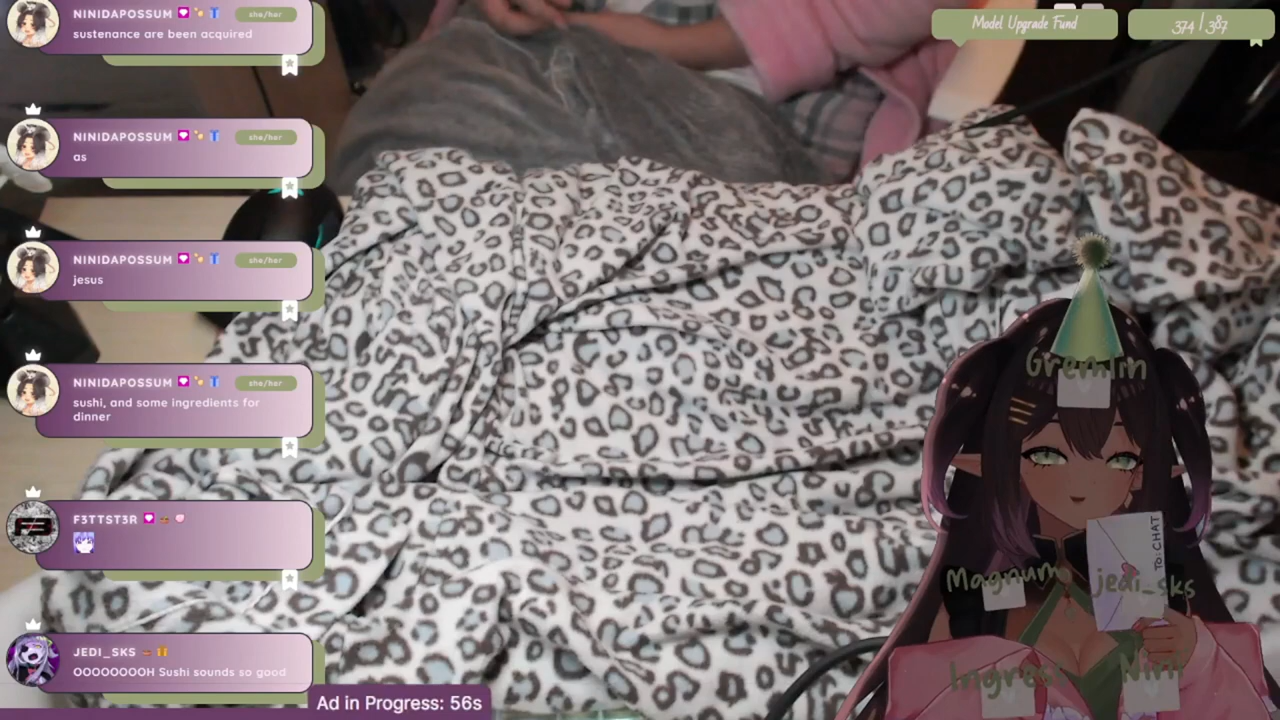 NINIDAPOSSUM she/her
sustenance are been acquired
NINIDAPOSSUM she/her
as
NINIDAPOSSUM she/her
jesus
NINIDAPOSSUM she/her
sushi, and some ingredients for
dinner
F3TTST3R
F3
JEDI_SKS
OOOOOOOOH Sushi sounds so good
Ad in Progress: 56s
Model Upgrade Fund
374 / 387
Gremlin
TO: CHAT
Magnum
jedi_sks
Nini